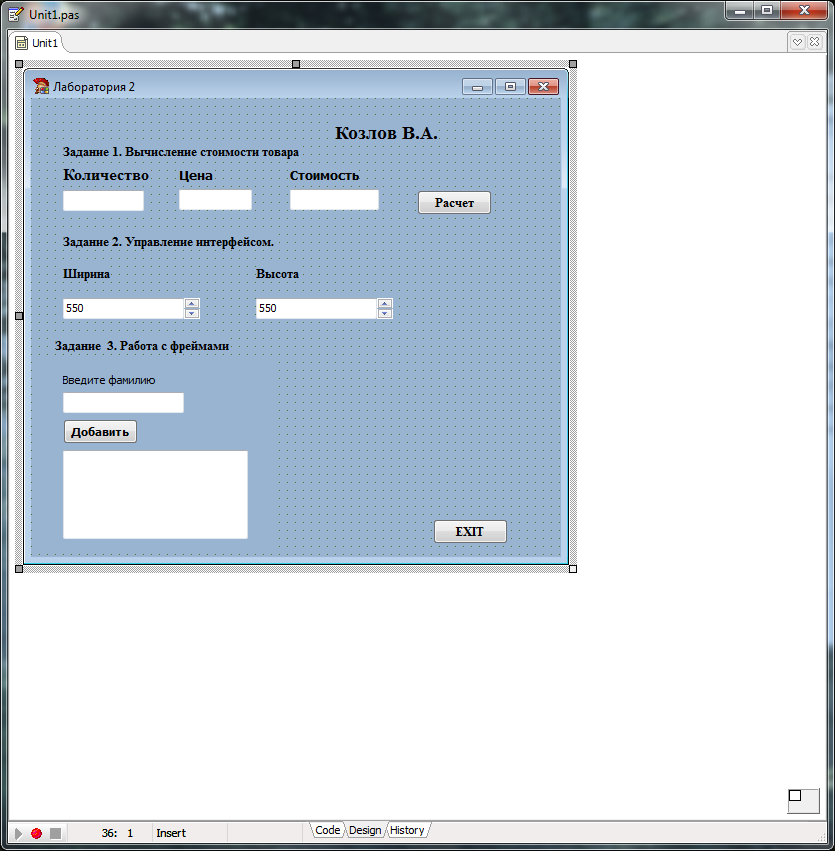 Unit1.pas
Unit1
Лаборатория 2
Козлов В.А.
Задание 1. Вычисление стоимости товара
Количество Цена Стоимость
Расчет
Задание 2. Управление интерфейсом.
Ширина Высота
550 550
Задание 3. Работа с фреймами
Введите фамилию
Добавить
EXIT
36: 1 Insert Code Design History